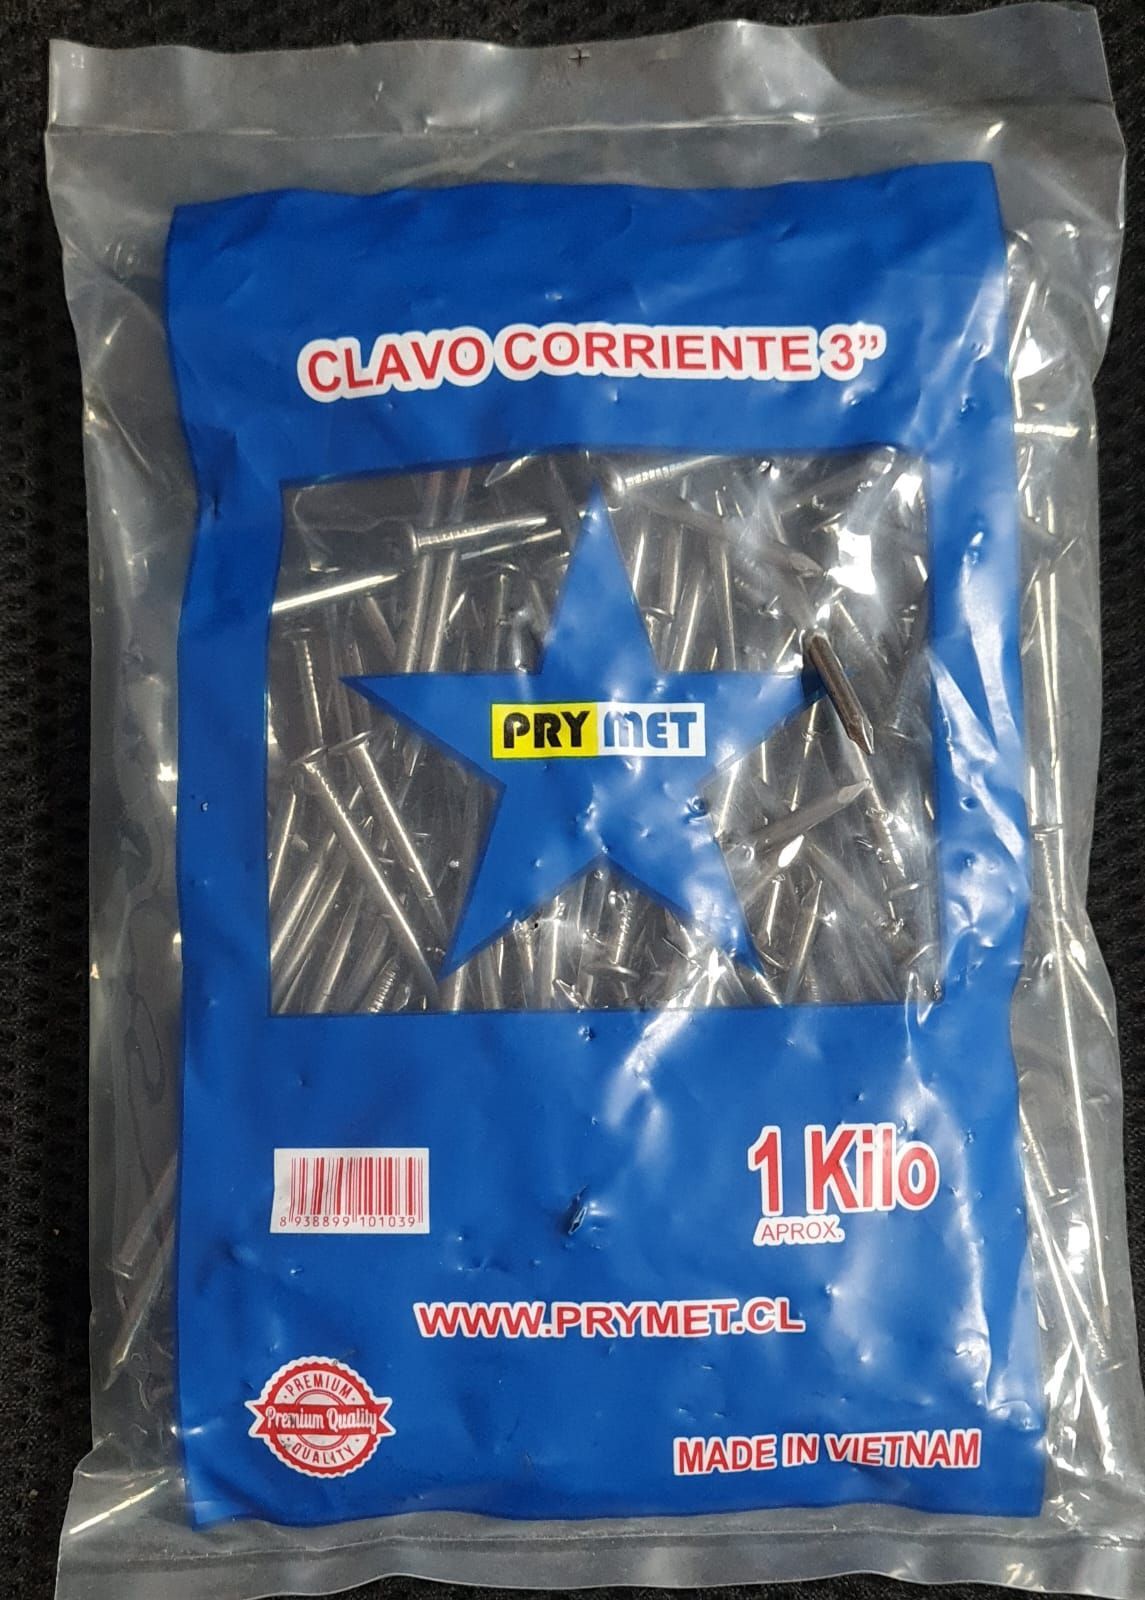 CLAVO CORRIENTE 3”
PRY MET
1 Kilo
APROX.
8 938899 101039
WWW.PRYMET.CL
PREMIUM
Premium Quality
QUALITY
MADE IN VIETNAM